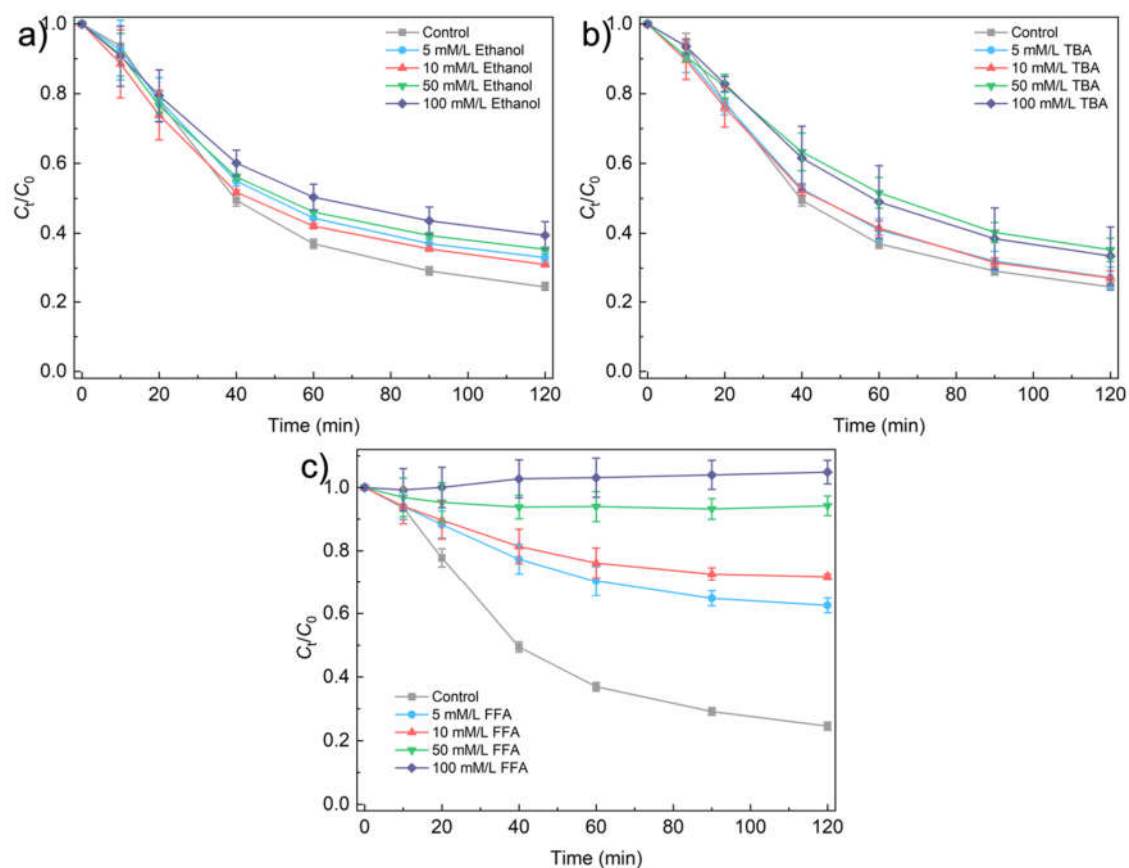 a)
Control
5 mM/L Ethanol
10 mM/L Ethanol
50 mM/L Ethanol
100 mM/L Ethanol
1.0
0.8
0.6
0.4
0.2
0.0
Ct/C0
0 20 40 60 80 100 120
Time (min)
b)
Control
5 mM/L TBA
10 mM/L TBA
50 mM/L TBA
100 mM/L TBA
1.0
0.8
0.6
0.4
0.2
0.0
Ct/C0
0 20 40 60 80 100 120
Time (min)
c)
1.0
0.8
0.6
0.4
0.2
0.0
Ct/C0
Control
5 mM/L FFA
10 mM/L FFA
50 mM/L FFA
100 mM/L FFA
0 20 40 60 80 100 120
Time (min)